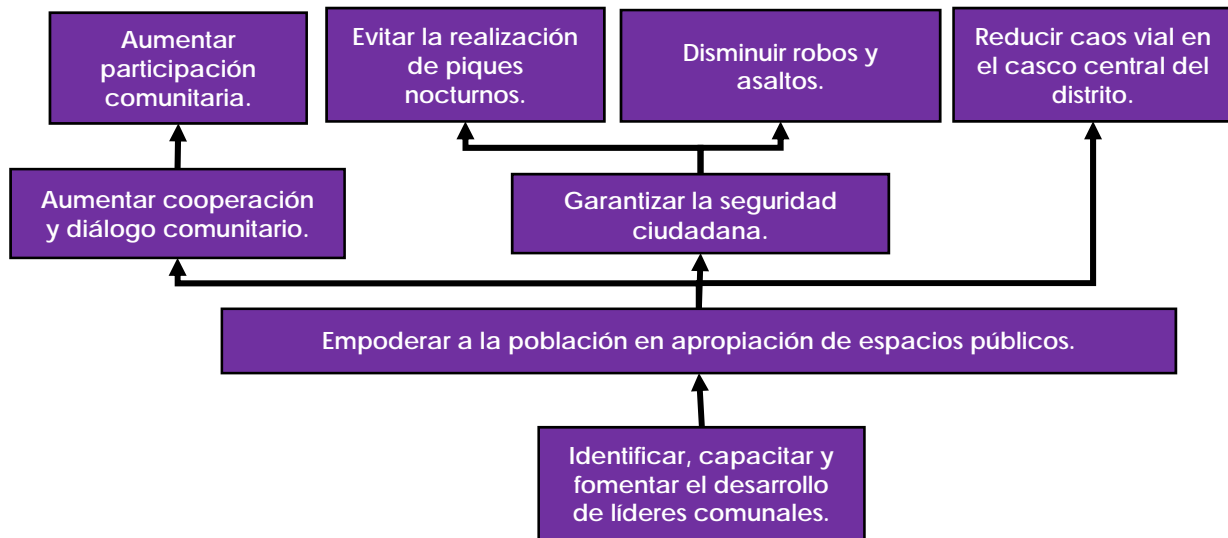 Aumentar
participación
comunitaria.
Evitar la realización
de piques
nocturnos.
Disminuir robos y
asaltos.
Reducir caos vial en
el casco central del
distrito.
Aumentar cooperación
y diálogo comunitario.
Garantizar la seguridad
ciudadana.
Empoderar a la población en apropiación de espacios públicos.
Identificar, capacitar y
fomentar el desarrollo
de líderes comunales.